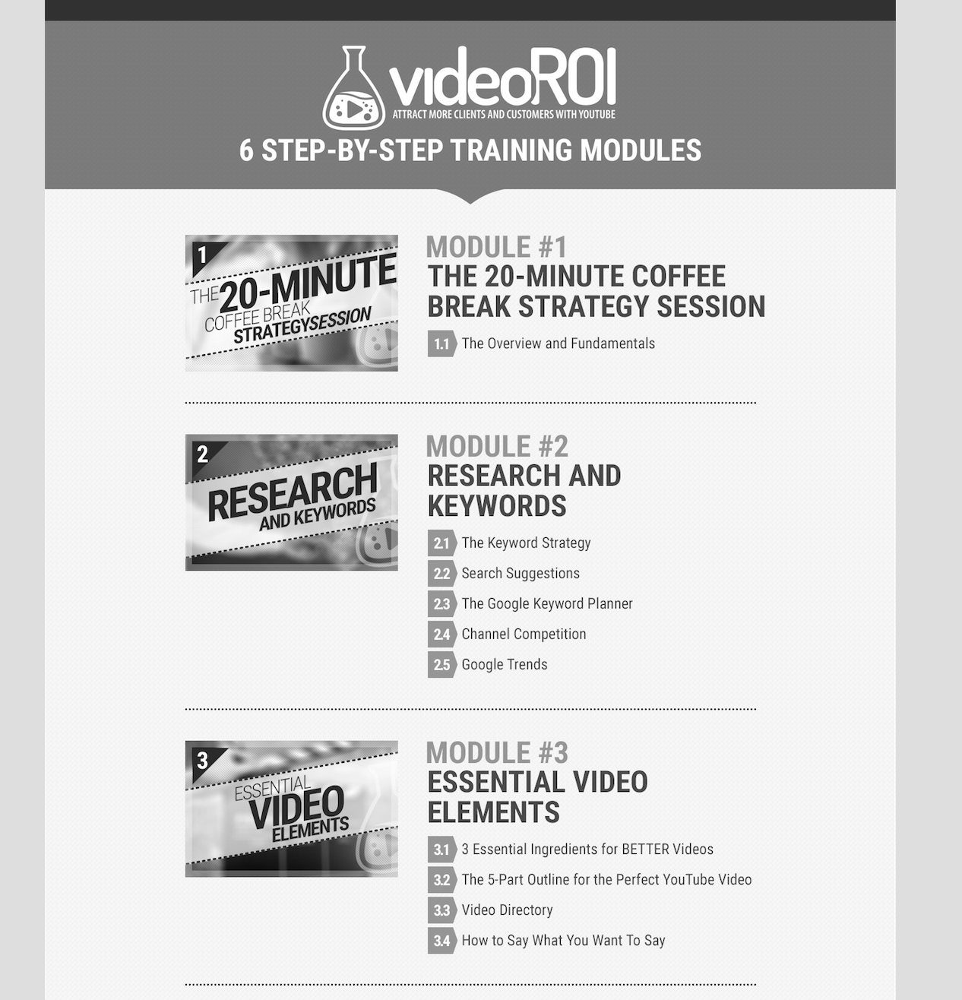 videoROI
ATTRACT MORE CLIENTS AND CUSTOMERS WITH YOUTUBE
6 STEP-BY-STEP TRAINING MODULES
1
THE 20-MINUTE
COFFEE BREAK
STRATEGYSESSION
MODULE #1
THE 20-MINUTE COFFEE
BREAK STRATEGY SESSION
1.1 The Overview and Fundamentals
2
RESEARCH
AND KEYWORDS
MODULE #2
RESEARCH AND
KEYWORDS
2.1 The Keyword Strategy
2.2 Search Suggestions
2.3 The Google Keyword Planner
2.4 Channel Competition
2.5 Google Trends
3
ESSENTIAL
VIDEO
ELEMENTS
MODULE #3
ESSENTIAL VIDEO
ELEMENTS
3.1 3 Essential Ingredients for BETTER Videos
3.2 The 5-Part Outline for the Perfect YouTube Video
3.3 Video Directory
3.4 How to Say What You Want To Say